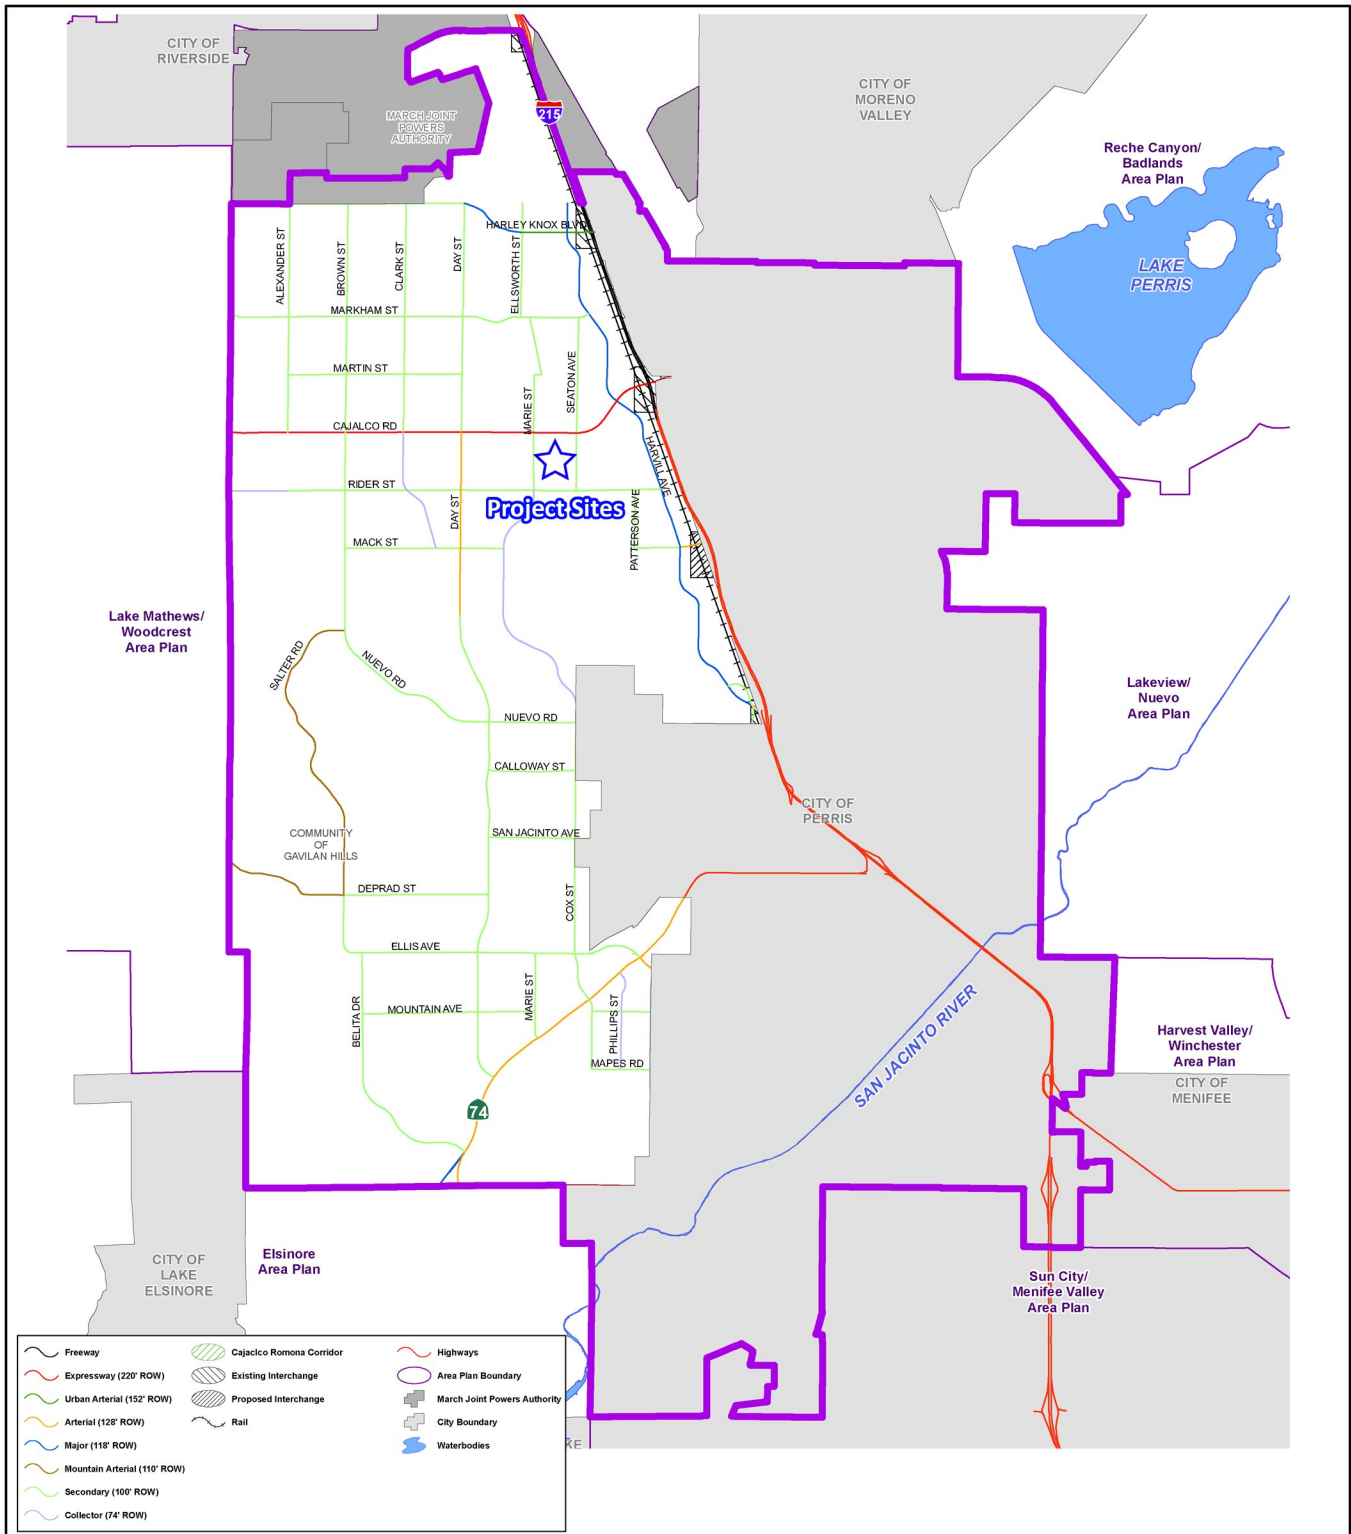 CITY OF
RIVERSIDE
MARCH JOINT
POWERS
AUTHORITY
215
CITY OF
MORENO
VALLEY
Reche Canyon/
Badlands
Area Plan
LAKE
PERRIS
HARLEY KNOX BLVD
ALEXANDER ST
BROWN ST
CLARK ST
DAY ST
ELLSWORTH ST
MARKHAM ST
MARTIN ST
MARIE ST
SEATON AVE
CAJALCO RD
HARVILL AVE
RIDER ST
Project Sites
DAY ST
PATTERSON AVE
MACK ST
Lake Mathews/
Woodcrest
Area Plan
SALTER RD
NUEVO RD
NUEVO RD
Lakeview/
Nuevo
Area Plan
CALLOWAY ST
CITY OF
PERRIS
SAN JACINTO AVE
COMMUNITY
OF
GAVILAN HILLS
DEPRAD ST
COX ST
ELLIS AVE
BELITA DR
MOUNTAIN AVE
MARIE ST
PHILLIPS ST
MAPES RD
SAN JACINTO RIVER
Harvest Valley/
Winchester
Area Plan
CITY OF
MENIFEE
74
CITY OF
LAKE
ELSINORE
Elsinore
Area Plan
Sun City/
Menifee Valley
Area Plan
KE
Freeway
Expressway (220' ROW)
Urban Arterial (152' ROW)
Arterial (128' ROW)
Major (118' ROW)
Mountain Arterial (110' ROW)
Secondary (100' ROW)
Collector (74' ROW)
Cajaclco Romona Corridor
Existing Interchange
Proposed Interchange
Rail
Highways
Area Plan Boundary
March Joint Powers Authority
City Boundary
Waterbodies